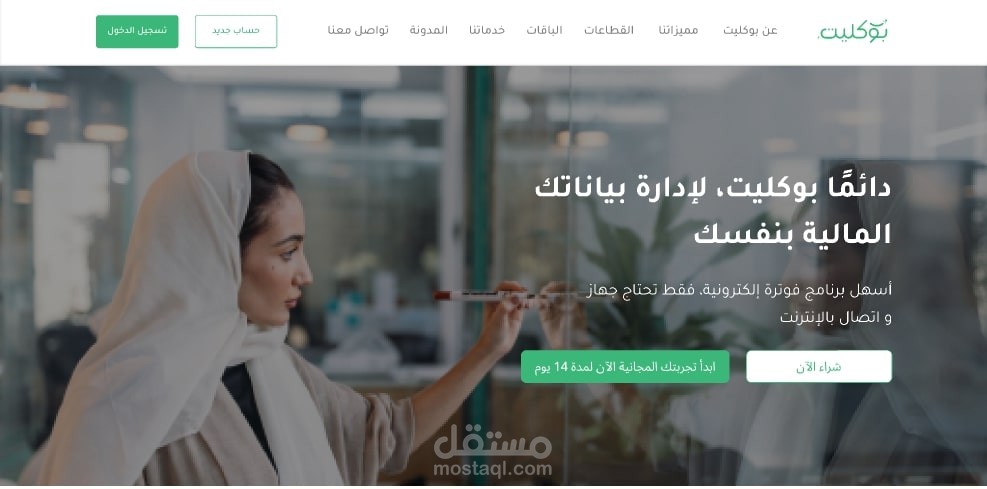 بوكليت.
عن بوكليت
مميزاتنا
القطاعات
الباقات
خدماتنا
المدونة
تواصل معنا
حساب جديد
تسجيل الدخول
دائمًا بوكليت، لإدارة بياناتك
المالية بنفسك
أسهل برنامج فوترة إلكترونية، فقط تحتاج جهاز
و اتصال بالإنترنت
شراء الآن
ابدأ تجربتك المجانية الآن لمدة 14 يوم
مستقل
mostaql.com